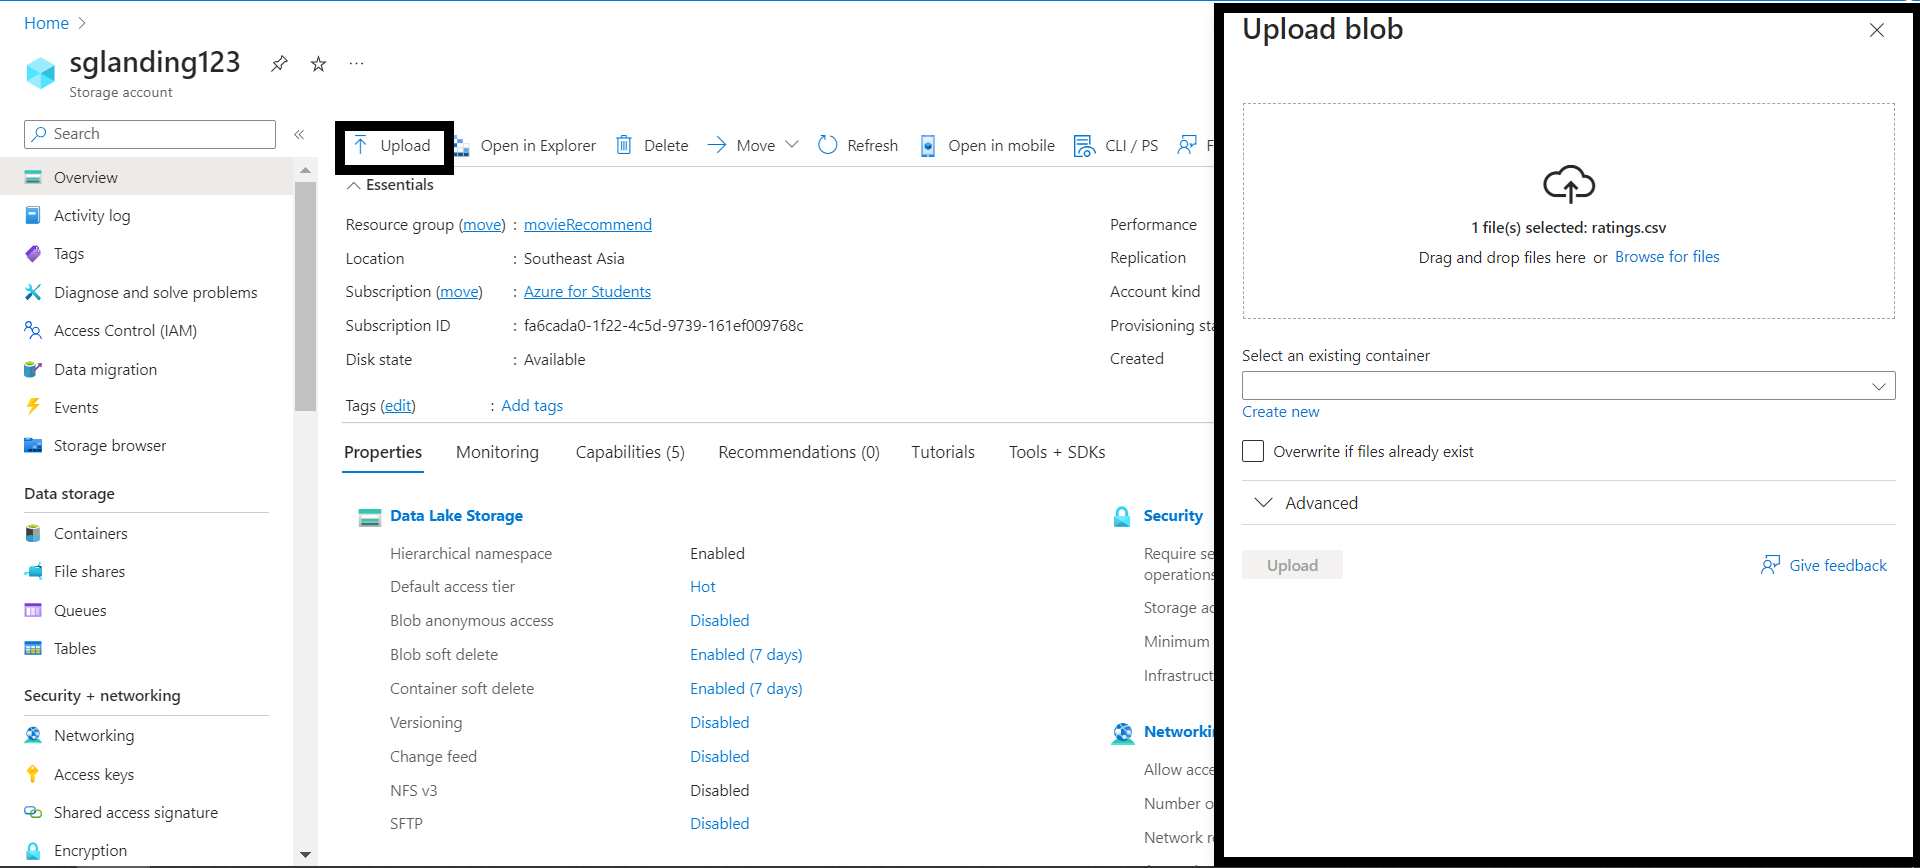 Home
sglanding123
Storage account
Search
Overview
Activity log
Tags
Diagnose and solve problems
Access Control (IAM)
Data migration
Events
Storage browser
Data storage
Containers
File shares
Queues
Tables
Security + networking
Networking
Access keys
Shared access signature
Encryption
Upload Open in Explorer Delete Move Refresh Open in mobile CLI / PS F
Essentials
Resource group (move) : movieRecommend
Location : Southeast Asia
Subscription (move) : Azure for Students
Subscription ID : fa6cada0-1f22-4c5d-9739-161ef009768c
Disk state : Available
Tags (edit) : Add tags
Performance
Replication
Account kind
Provisioning sta
Created
Properties Monitoring Capabilities (5) Recommendations (0) Tutorials Tools + SDKs
Data Lake Storage
Hierarchical namespace Enabled
Default access tier Hot
Blob anonymous access Disabled
Blob soft delete Enabled (7 days)
Container soft delete Enabled (7 days)
Versioning Disabled
Change feed Disabled
NFS v3 Disabled
SFTP Disabled
Security
Require se
operations
Storage ac
Minimum
Infrastruct
Networki
Allow acce
Number o
Network r
Upload blob
1 file(s) selected: ratings.csv
Drag and drop files here or Browse for files
Select an existing container
Create new
Overwrite if files already exist
Advanced
Upload
Give feedback